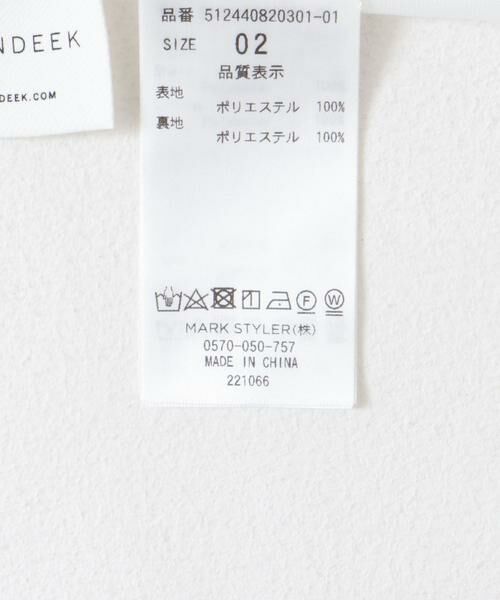 NDEEK
DEEK.COM
品番 512440820301-01
SIZE 02
品質表示
表地
ポリエステル 100%
裏地
ポリエステル 100%
F W
MARK STYLER(株)
0570-050-757
MADE IN CHINA
221066